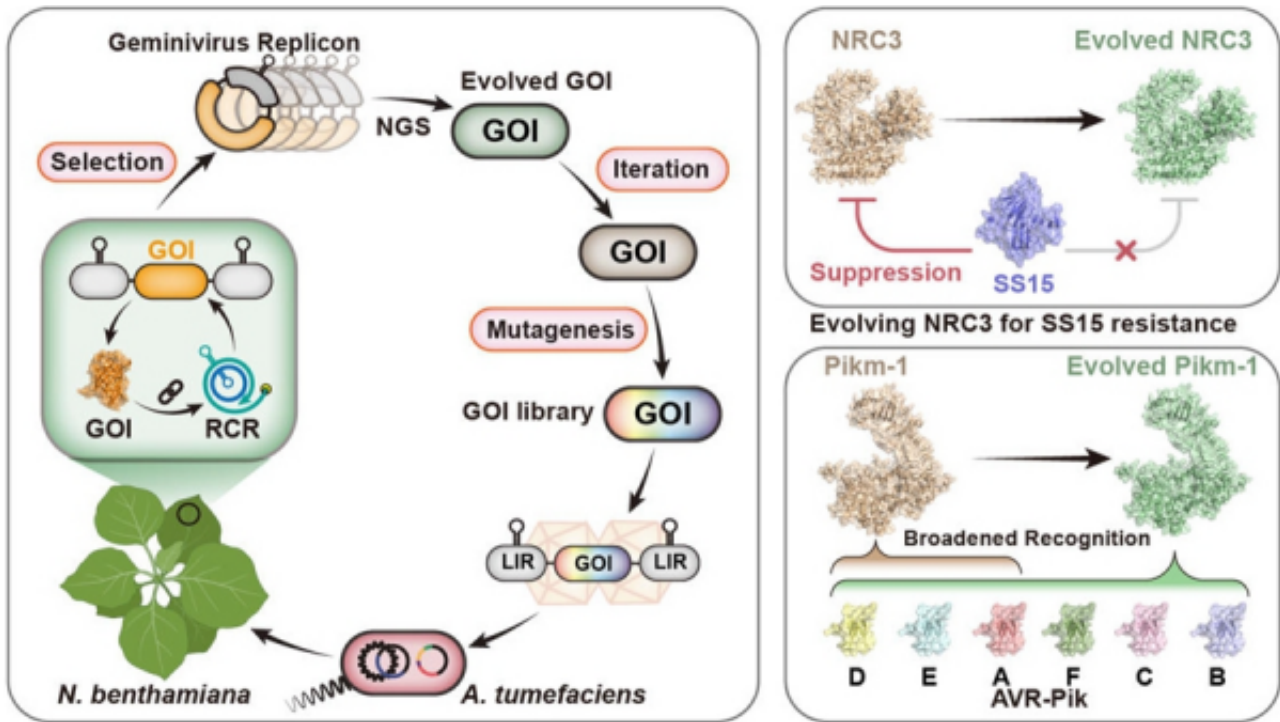 Geminivirus Replicon
Evolved GOI
NGS
GOI
Selection
Iteration
GOI
GOI
Mutagenesis
GOI
RCR
GOI library
GOI
LIR
GOI
LIR
N. benthamiana
A. tumefaciens
NRC3
Evolved NRC3
Suppression
SS15
Evolving NRC3 for SS15 resistance
Pikm-1
Evolved Pikm-1
Broadened Recognition
D E A F C B
AVR-Pik